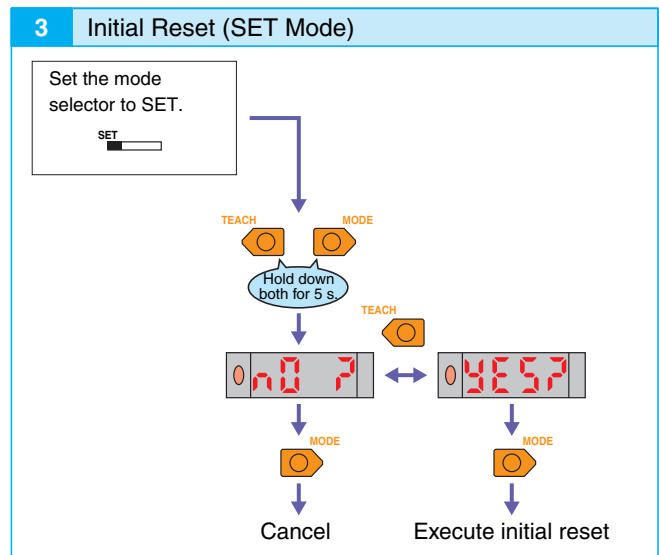 3 Initial Reset (SET Mode)
Set the mode
selector to SET.
SET
TEACH MODE
Hold down
both for 5 s.
TEACH
nO ? YES?
MODE MODE
Cancel Execute initial reset